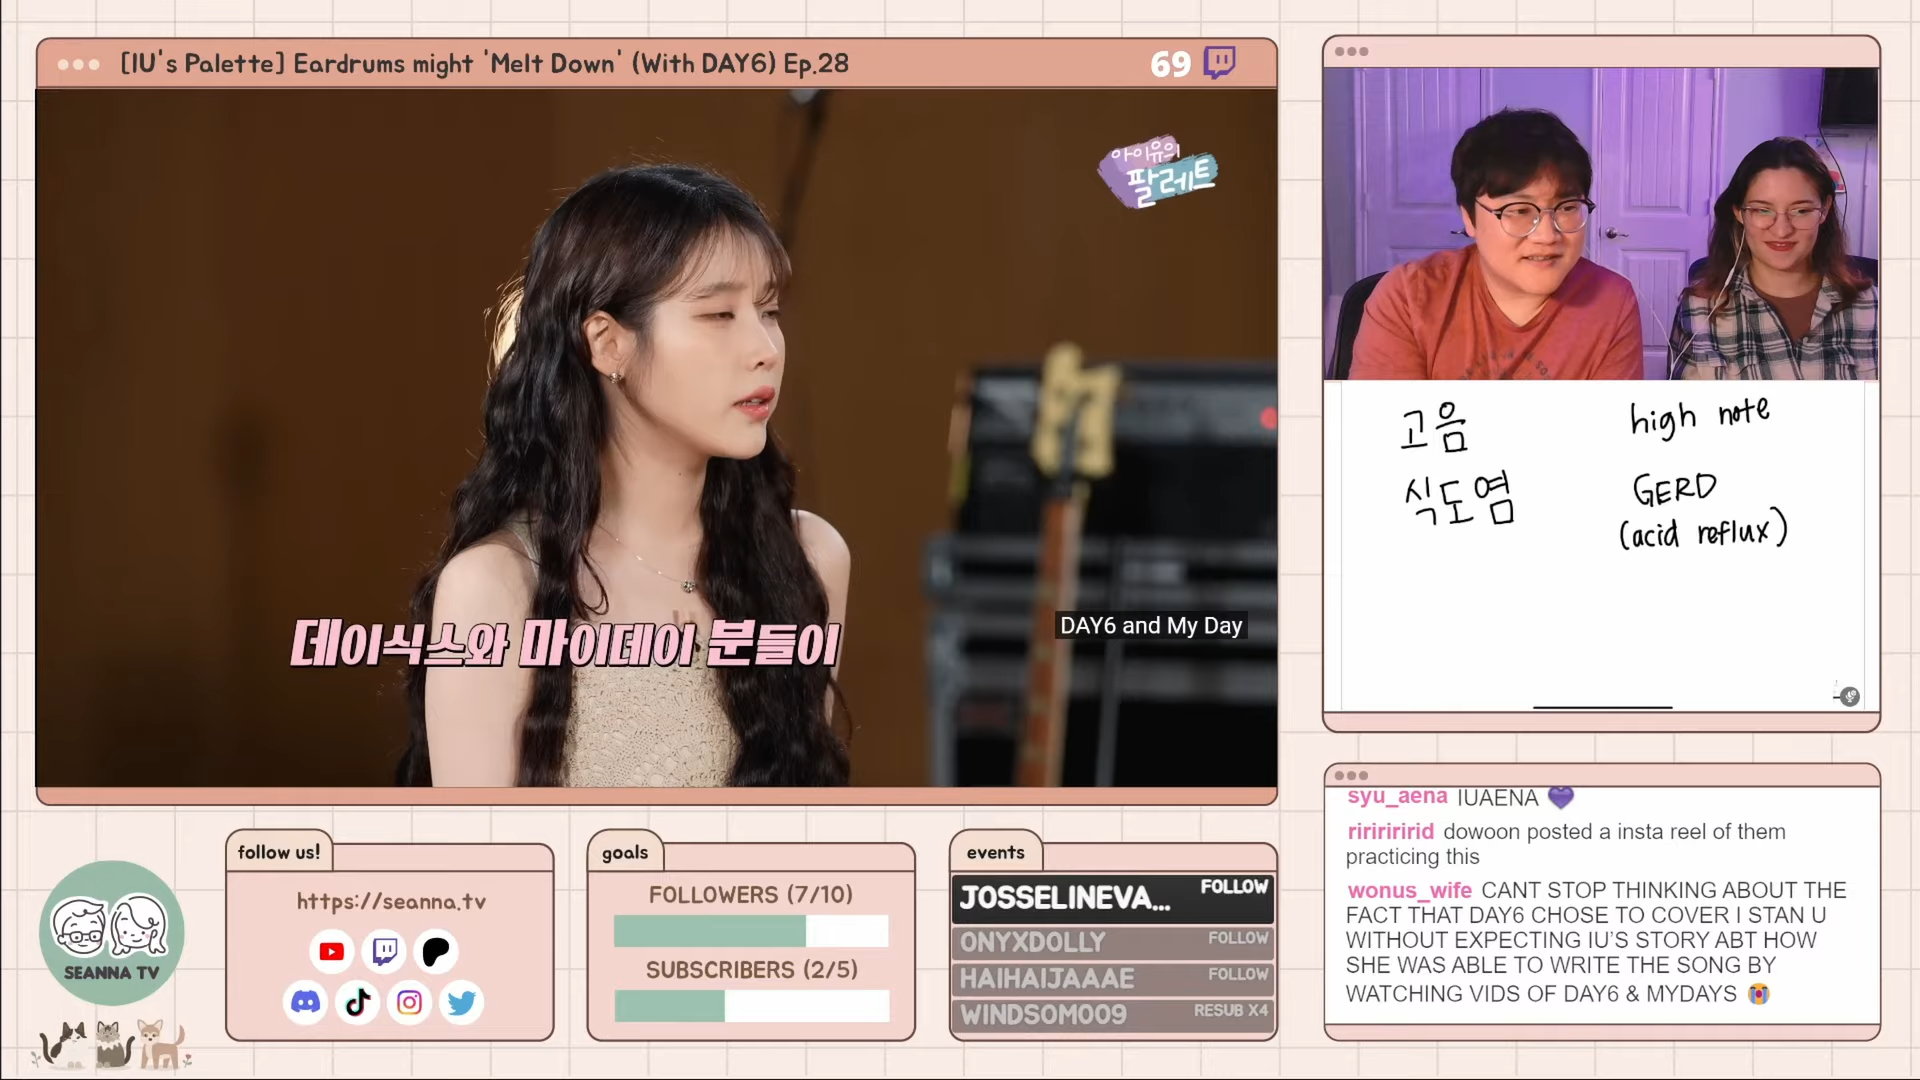 [IU's Palette] Eardrums might 'Melt Down' (With DAY6) Ep.28
69
아이유의
팔레트
데이식스와 마이데이 분들이
DAY6 and My Day
고음 high note
식도염 GERD
(acid reflux)
syu_aena IUAENA 💜
riririririd dowoon posted a insta reel of them
practicing this
wonus_wife CANT STOP THINKING ABOUT THE
FACT THAT DAY6 CHOSE TO COVER I STAN U
WITHOUT EXPECTING IU'S STORY ABT HOW
SHE WAS ABLE TO WRITE THE SONG BY
WATCHING VIDS OF DAY6 & MYDAYS 😭
SEANNA TV
follow us!
https://seanna.tv
goals
FOLLOWERS (7/10)
SUBSCRIBERS (2/5)
events
JOSSELINEVA... FOLLOW
ONYXDOLLY FOLLOW
HAIHAIJAAAE FOLLOW
WINDSOM009 RESUB X4